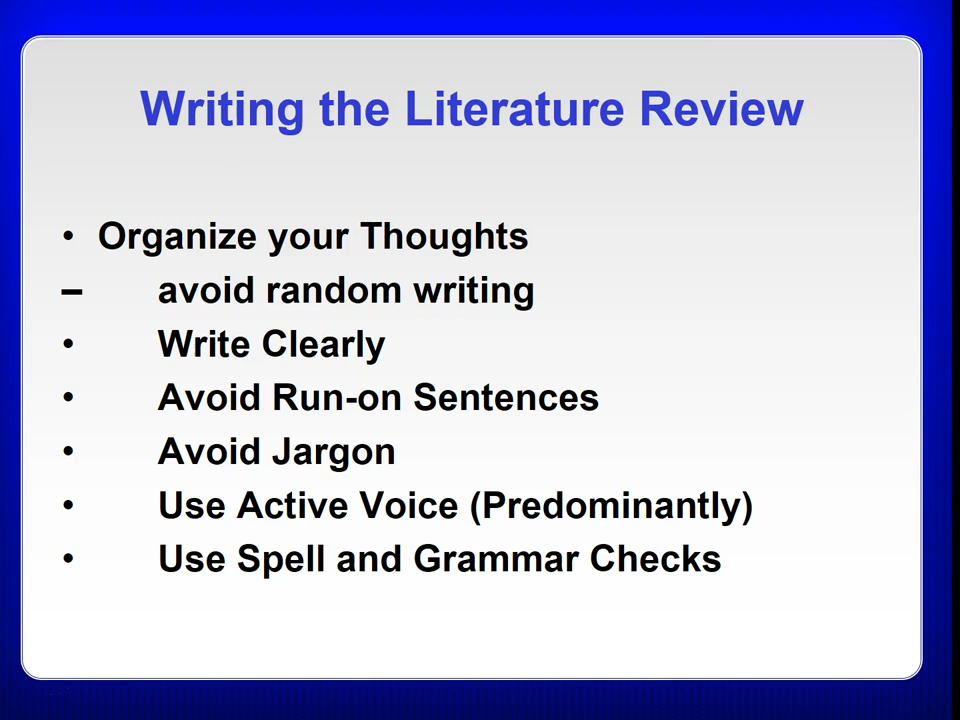 Writing the Literature Review
• Organize your Thoughts
– avoid random writing
• Write Clearly
• Avoid Run-on Sentences
• Avoid Jargon
• Use Active Voice (Predominantly)
• Use Spell and Grammar Checks